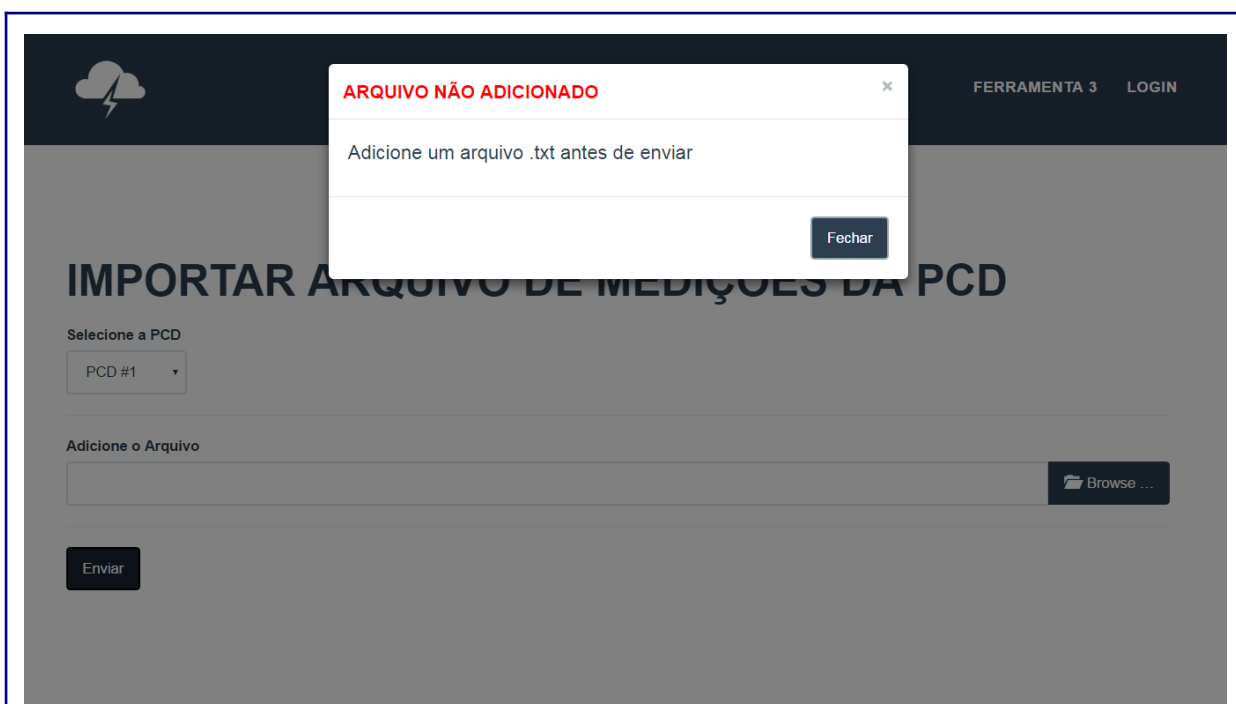 ARQUIVO NÃO ADICIONADO ×
FERRAMENTA 3 LOGIN
Adicione um arquivo .txt antes de enviar
Fechar
IMPORTAR ARQUIVO DE MEDIÇÕES DA PCD
Selecione a PCD
PCD #1
Adicione o Arquivo
Browse ...
Enviar